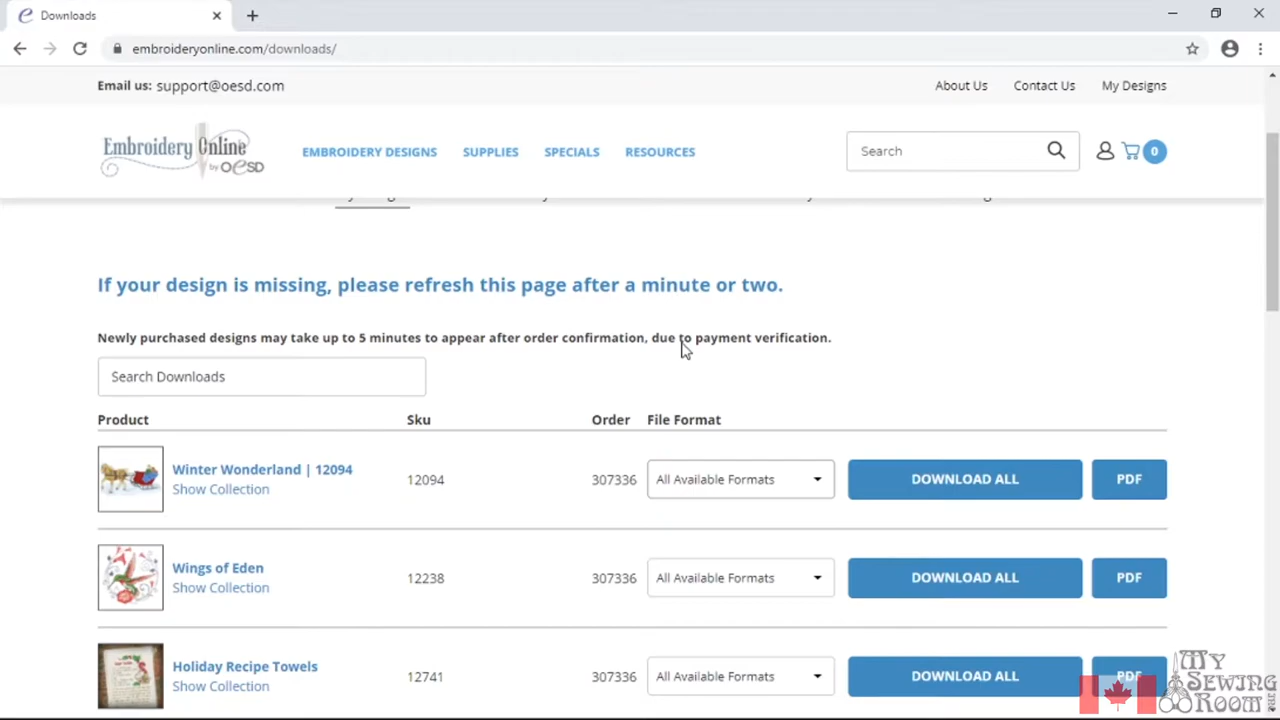 Downloads
embroideryonline.com/downloads/
Email us: support@oesd.com
About Us
Contact Us
My Designs
Embroidery Online
by OESD
EMBROIDERY DESIGNS
SUPPLIES
SPECIALS
RESOURCES
Search
0
If your design is missing, please refresh this page after a minute or two.
Newly purchased designs may take up to 5 minutes to appear after order confirmation, due to payment verification.
Search Downloads
Product
Sku
Order
File Format
Winter Wonderland | 12094
Show Collection
12094
307336
All Available Formats
DOWNLOAD ALL
PDF
Wings of Eden
Show Collection
12238
307336
All Available Formats
DOWNLOAD ALL
PDF
Holiday Recipe Towels
Show Collection
12741
307336
All Available Formats
DOWNLOAD ALL
PDF
MY
SEWING
ROOM